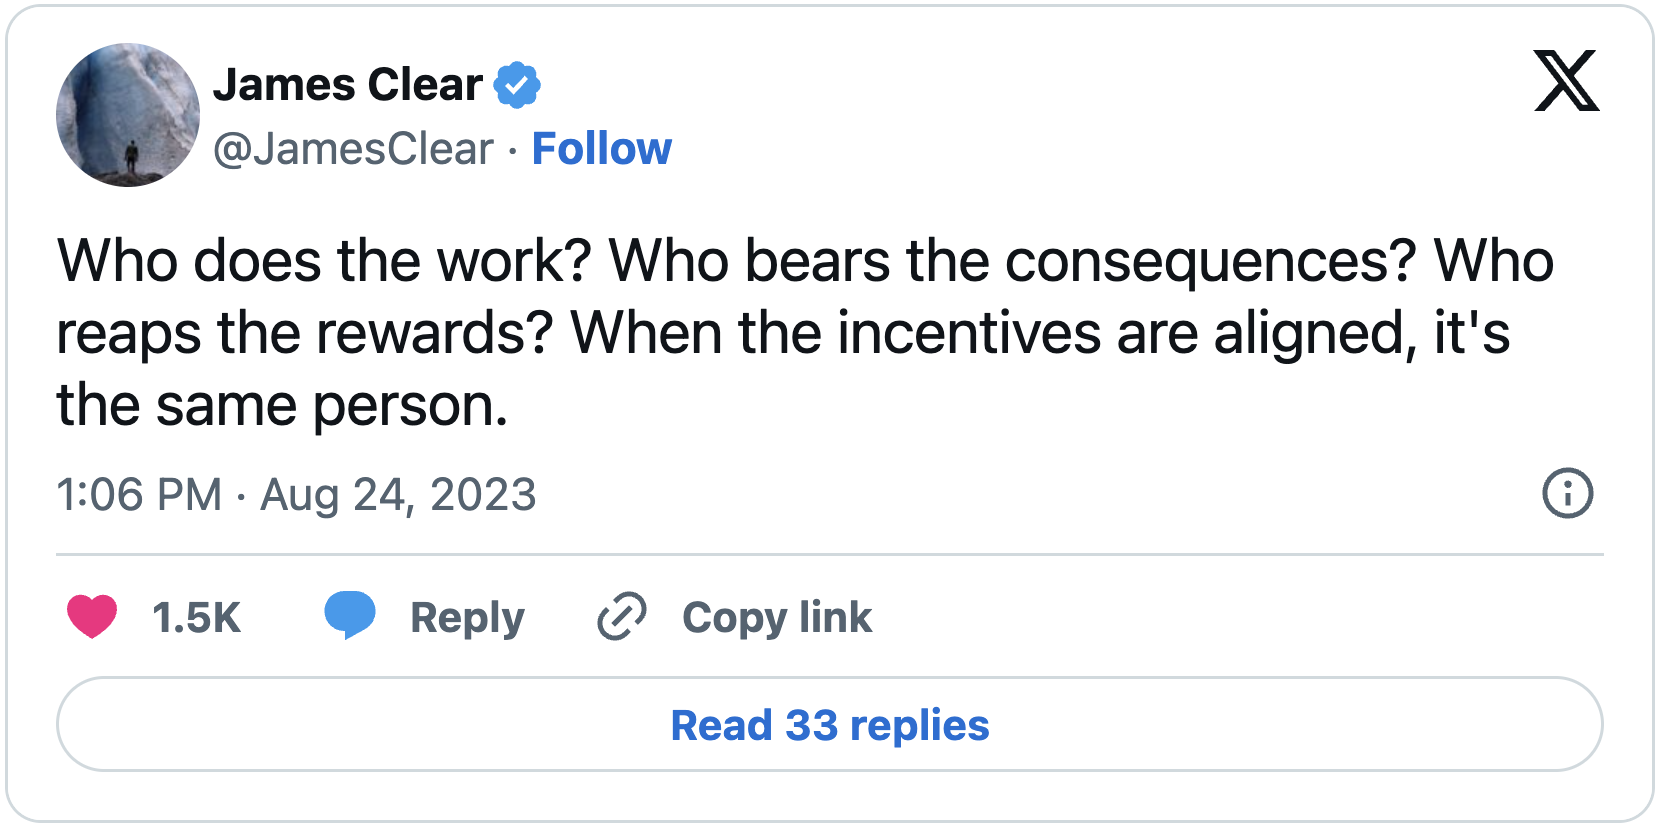 James Clear
@JamesClear · Follow
Who does the work? Who bears the consequences? Who
reaps the rewards? When the incentives are aligned, it's
the same person.
1:06 PM · Aug 24, 2023
1.5K Reply Copy link
Read 33 replies